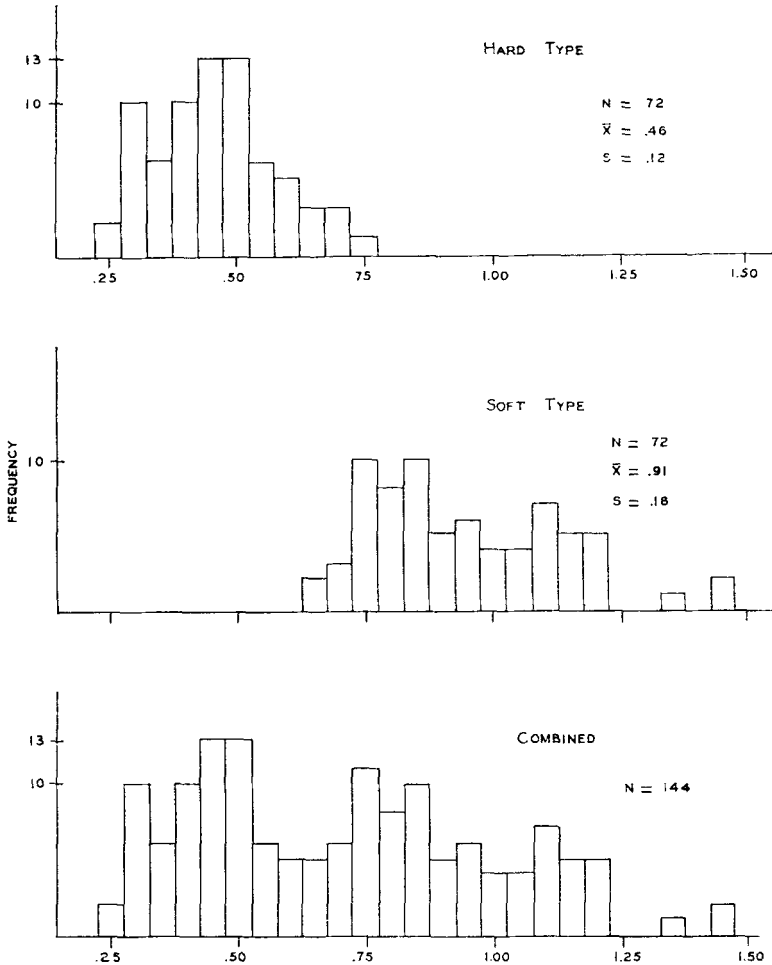 HARD TYPE
13
10
N = 72
X̄ = .46
S = .12
.25 .50 .75 1.00 1.25 1.50
SOFT TYPE
FREQUENCY
10
N = 72
X̄ = .91
S = .18
COMBINED
13
10
N = 144
.25 .50 .75 1.00 1.25 1.50